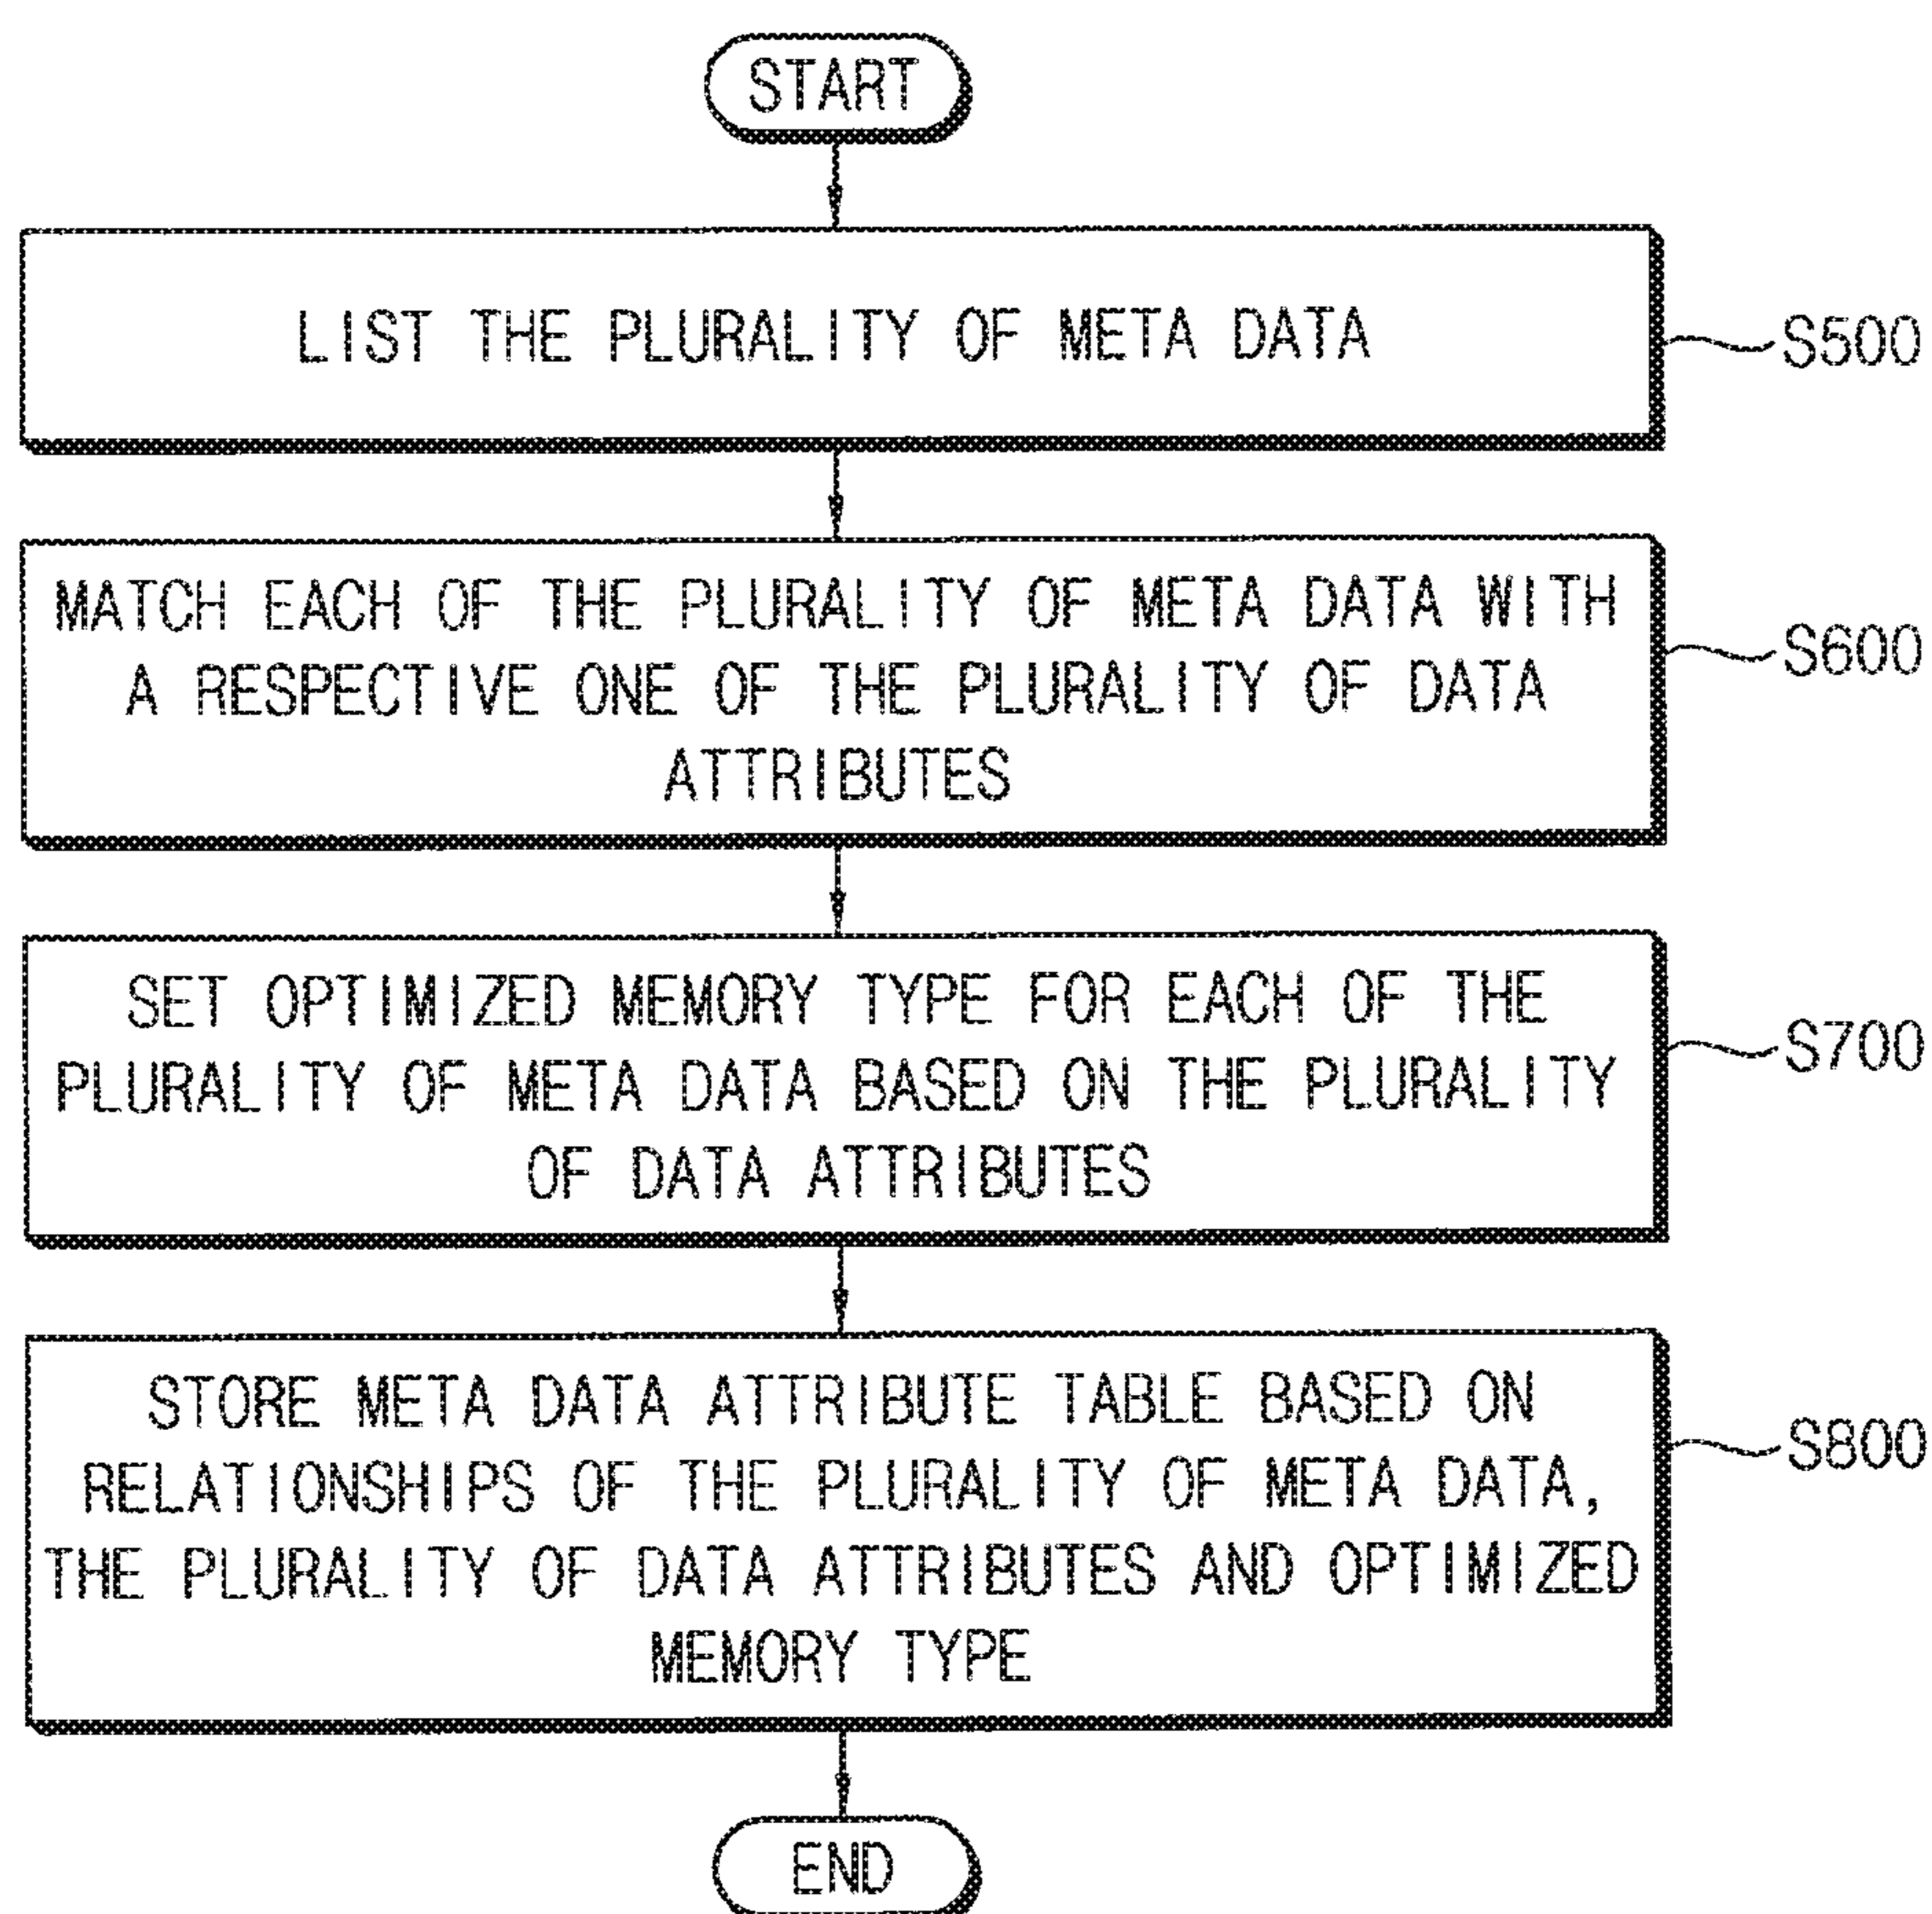 START
LIST THE PLURALITY OF META DATA
S500
MATCH EACH OF THE PLURALITY OF META DATA WITH
A RESPECTIVE ONE OF THE PLURALITY OF DATA
ATTRIBUTES
S600
SET OPTIMIZED MEMORY TYPE FOR EACH OF THE
PLURALITY OF META DATA BASED ON THE PLURALITY
OF DATA ATTRIBUTES
S700
STORE META DATA ATTRIBUTE TABLE BASED ON
RELATIONSHIPS OF THE PLURALITY OF META DATA,
THE PLURALITY OF DATA ATTRIBUTES AND OPTIMIZED
MEMORY TYPE
S800
END